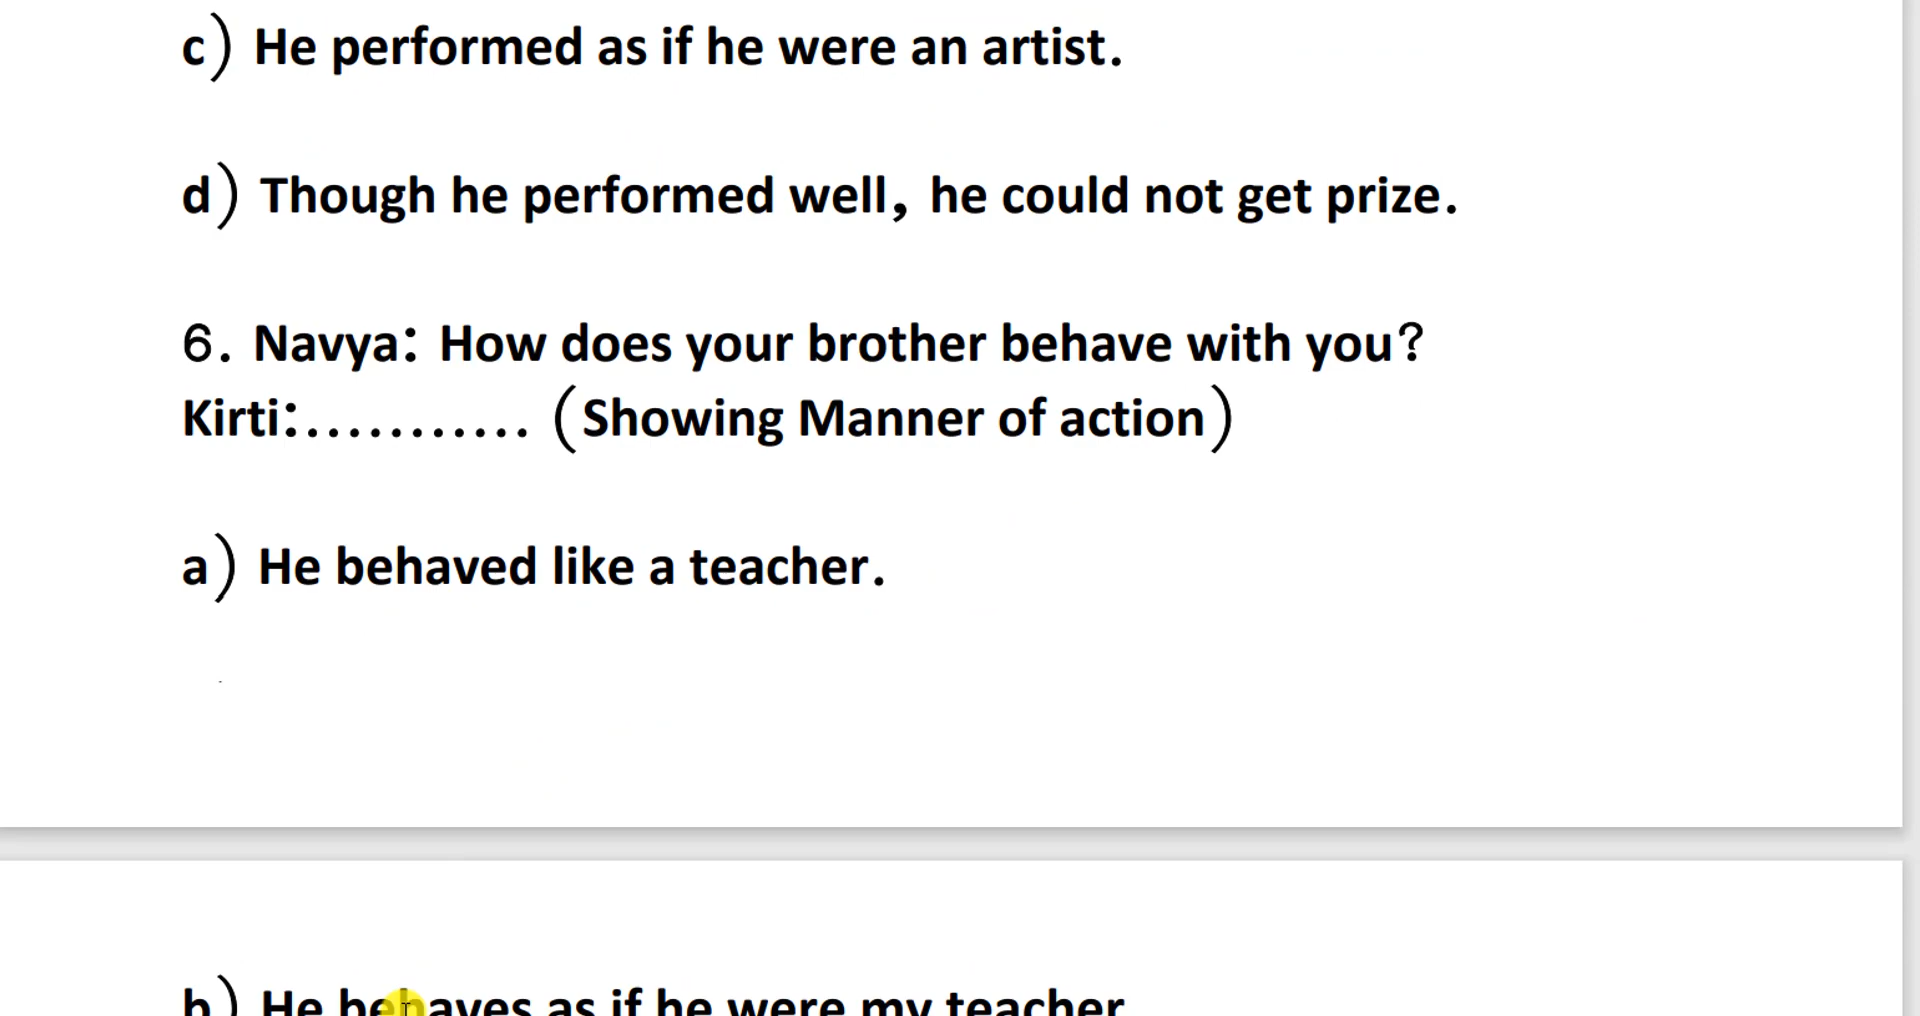 c) He performed as if he were an artist.
d) Though he performed well, he could not get prize.
6. Navya: How does your brother behave with you?
Kirti:........... (Showing Manner of action)
a) He behaved like a teacher.
b) He behaves as if he were my teacher